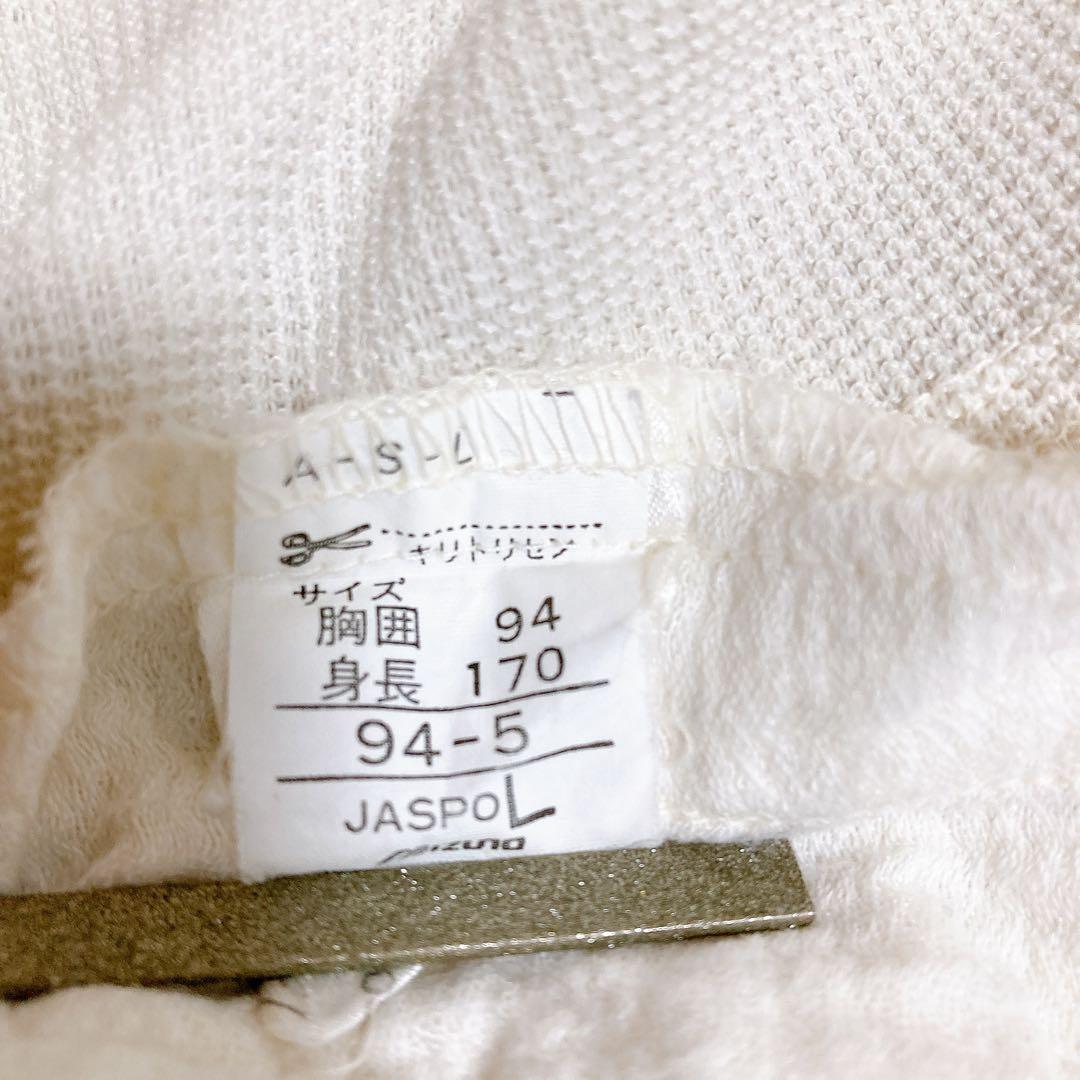 A-S-L
キリトリセン
サイズ
胸囲 94
身長 170
94-5
JASPO L
MIZUNO